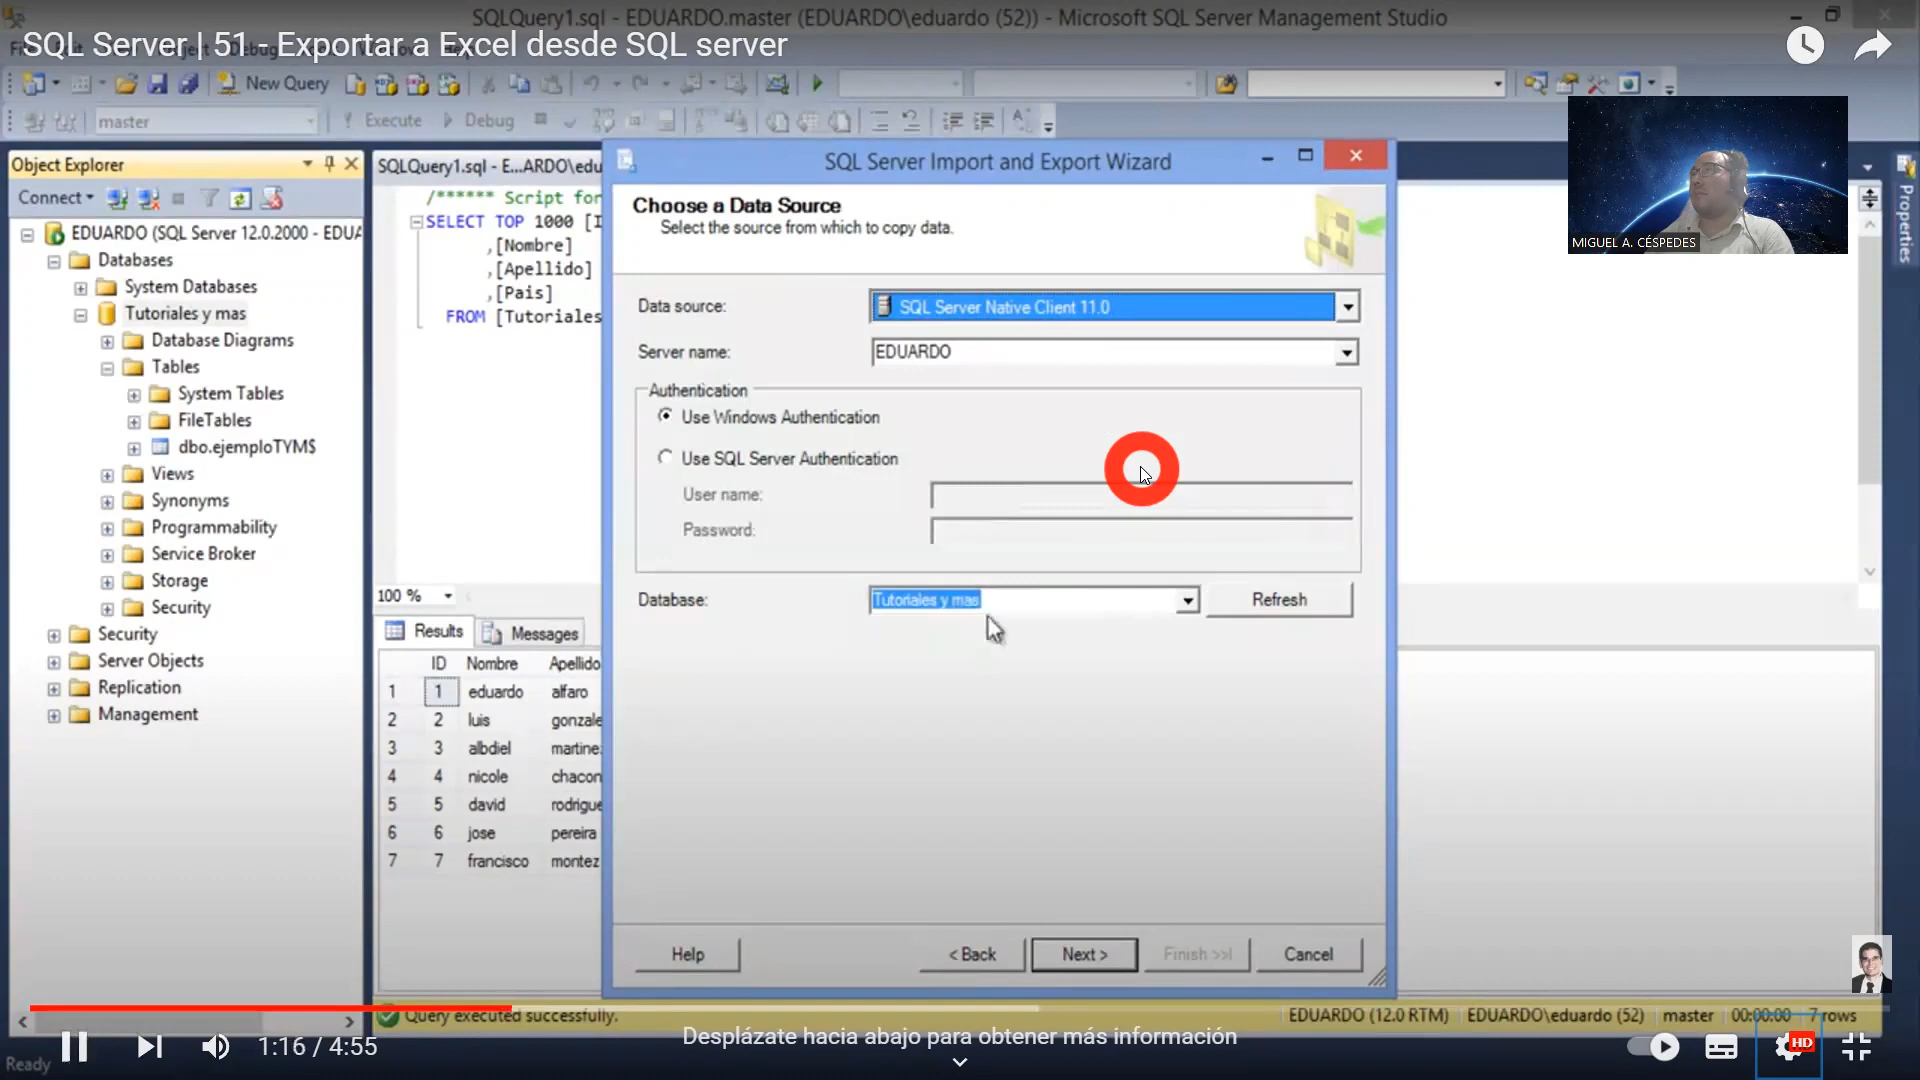 SQLQuery1.sql - EDUARDO.master (EDUARDO\eduardo (52)) - Microsoft SQL Server Management Studio
SQL Server | 51 - Exportar a Excel desde SQL server
New Query
master
Execute
Debug
Object Explorer
Connect
EDUARDO (SQL Server 12.0.2000 - EDUA
Databases
System Databases
Tutoriales y mas
Database Diagrams
Tables
System Tables
FileTables
dbo.ejemploTYM$
Views
Synonyms
Programmability
Service Broker
Storage
Security
Security
Server Objects
Replication
Management
SQLQuery1.sql - E...ARDO\edu
/****** Script for
SELECT TOP 1000 [I
,[Nombre]
,[Apellido]
,[Pais]
FROM [Tutoriales
100 %
Results
Messages
ID Nombre Apellido
1 1 eduardo alfaro
2 2 luis gonzale
3 3 albdiel martine
4 4 nicole chacon
5 5 david rodrigue
6 6 jose pereira
7 7 francisco montez
SQL Server Import and Export Wizard
Choose a Data Source
Select the source from which to copy data.
Data source:
SQL Server Native Client 11.0
Server name:
EDUARDO
Authentication
Use Windows Authentication
Use SQL Server Authentication
User name:
Password:
Database:
Tutoriales y mas
Refresh
Help
< Back
Next >
Finish >>|
Cancel
MIGUEL A. CÉSPEDES
Properties
Query executed successfully.
EDUARDO (12.0 RTM)
EDUARDO\eduardo (52)
master
00:00:00
7 rows
Desplázate hacia abajo para obtener más información
1:16 / 4:55
HD
Ready